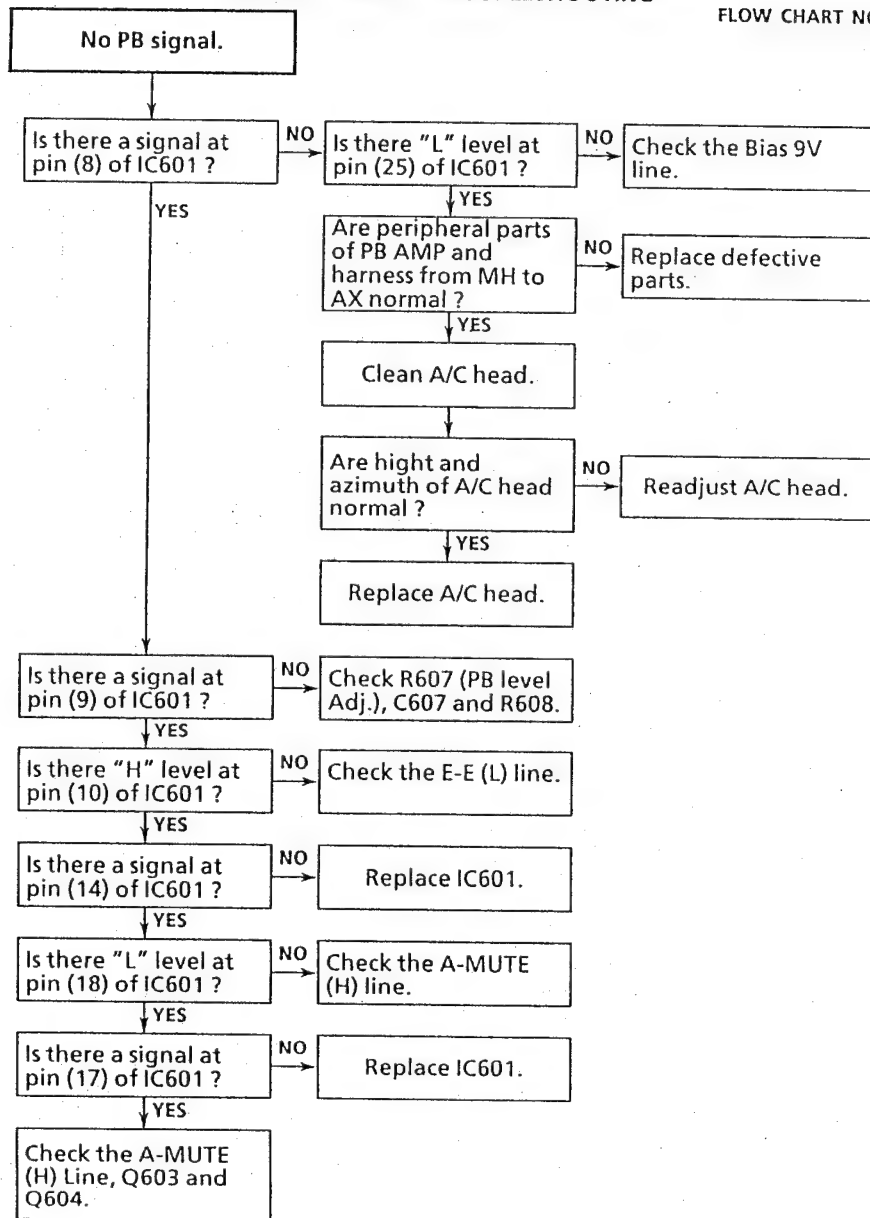 FLOW CHART NO
No PB signal.
Is there a signal at
pin (8) of IC601 ?
NO
Is there "L" level at
pin (25) of IC601 ?
NO
Check the Bias 9V
line.
YES
YES
Are peripheral parts
of PB AMP and
harness from MH to
AX normal ?
NO
Replace defective
parts.
YES
Clean A/C head.
Are hight and
azimuth of A/C head
normal ?
NO
Readjust A/C head.
YES
Replace A/C head.
Is there a signal at
pin (9) of IC601 ?
NO
Check R607 (PB level
Adj.), C607 and R608.
YES
Is there "H" level at
pin (10) of IC601 ?
NO
Check the E-E (L) line.
YES
Is there a signal at
pin (14) of IC601 ?
NO
Replace IC601.
YES
Is there "L" level at
pin (18) of IC601 ?
NO
Check the A-MUTE
(H) line.
YES
Is there a signal at
pin (17) of IC601 ?
NO
Replace IC601.
YES
Check the A-MUTE
(H) Line, Q603 and
Q604.